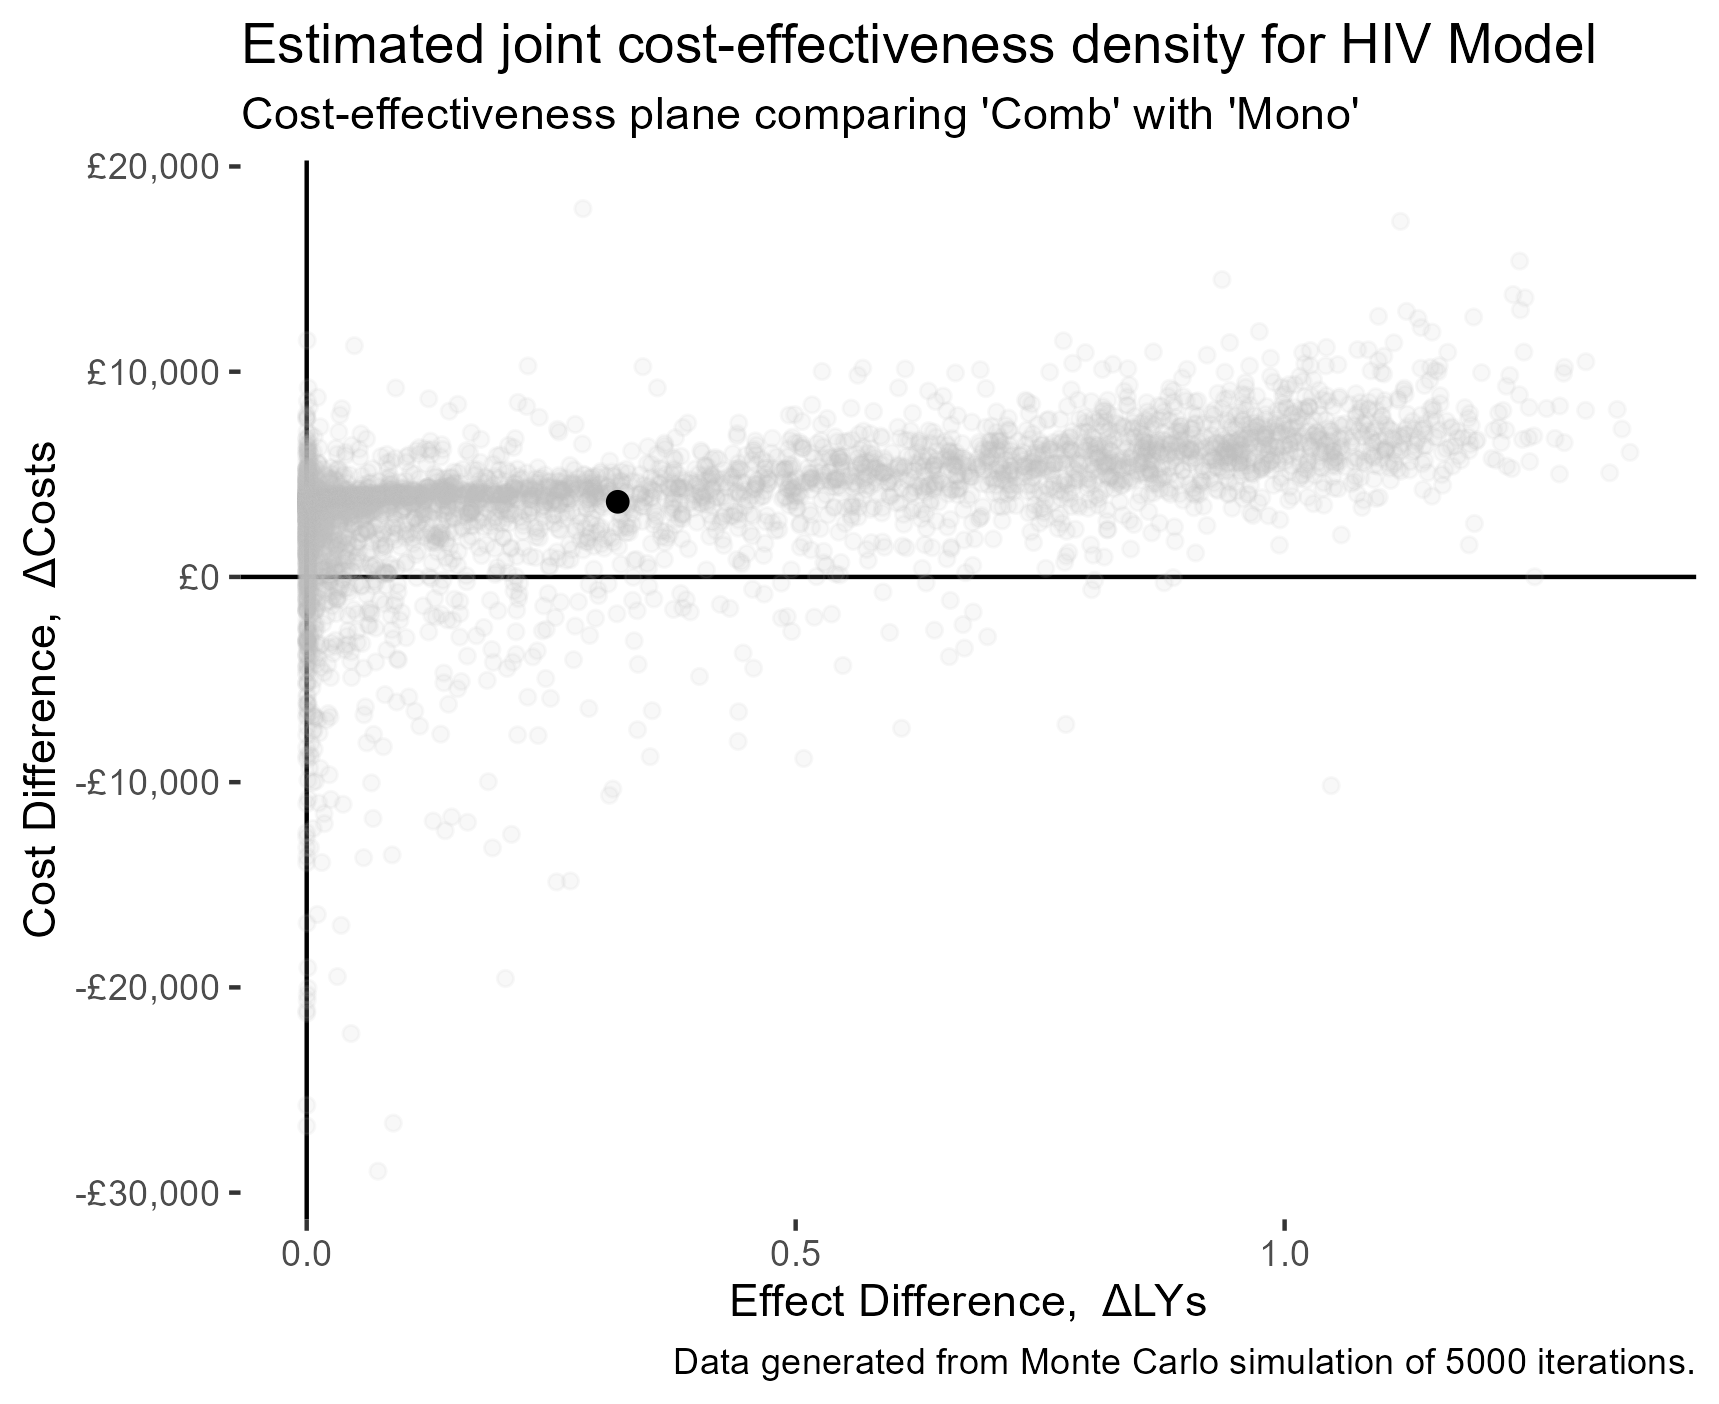 Estimated joint cost-effectiveness density for HIV Model
Cost-effectiveness plane comparing 'Comb' with 'Mono'
£20,000
£10,000
£0
-£10,000
-£20,000
-£30,000
Cost Difference, ΔCosts
0.0 0.5 1.0
Effect Difference, ΔLYs
Data generated from Monte Carlo simulation of 5000 iterations.